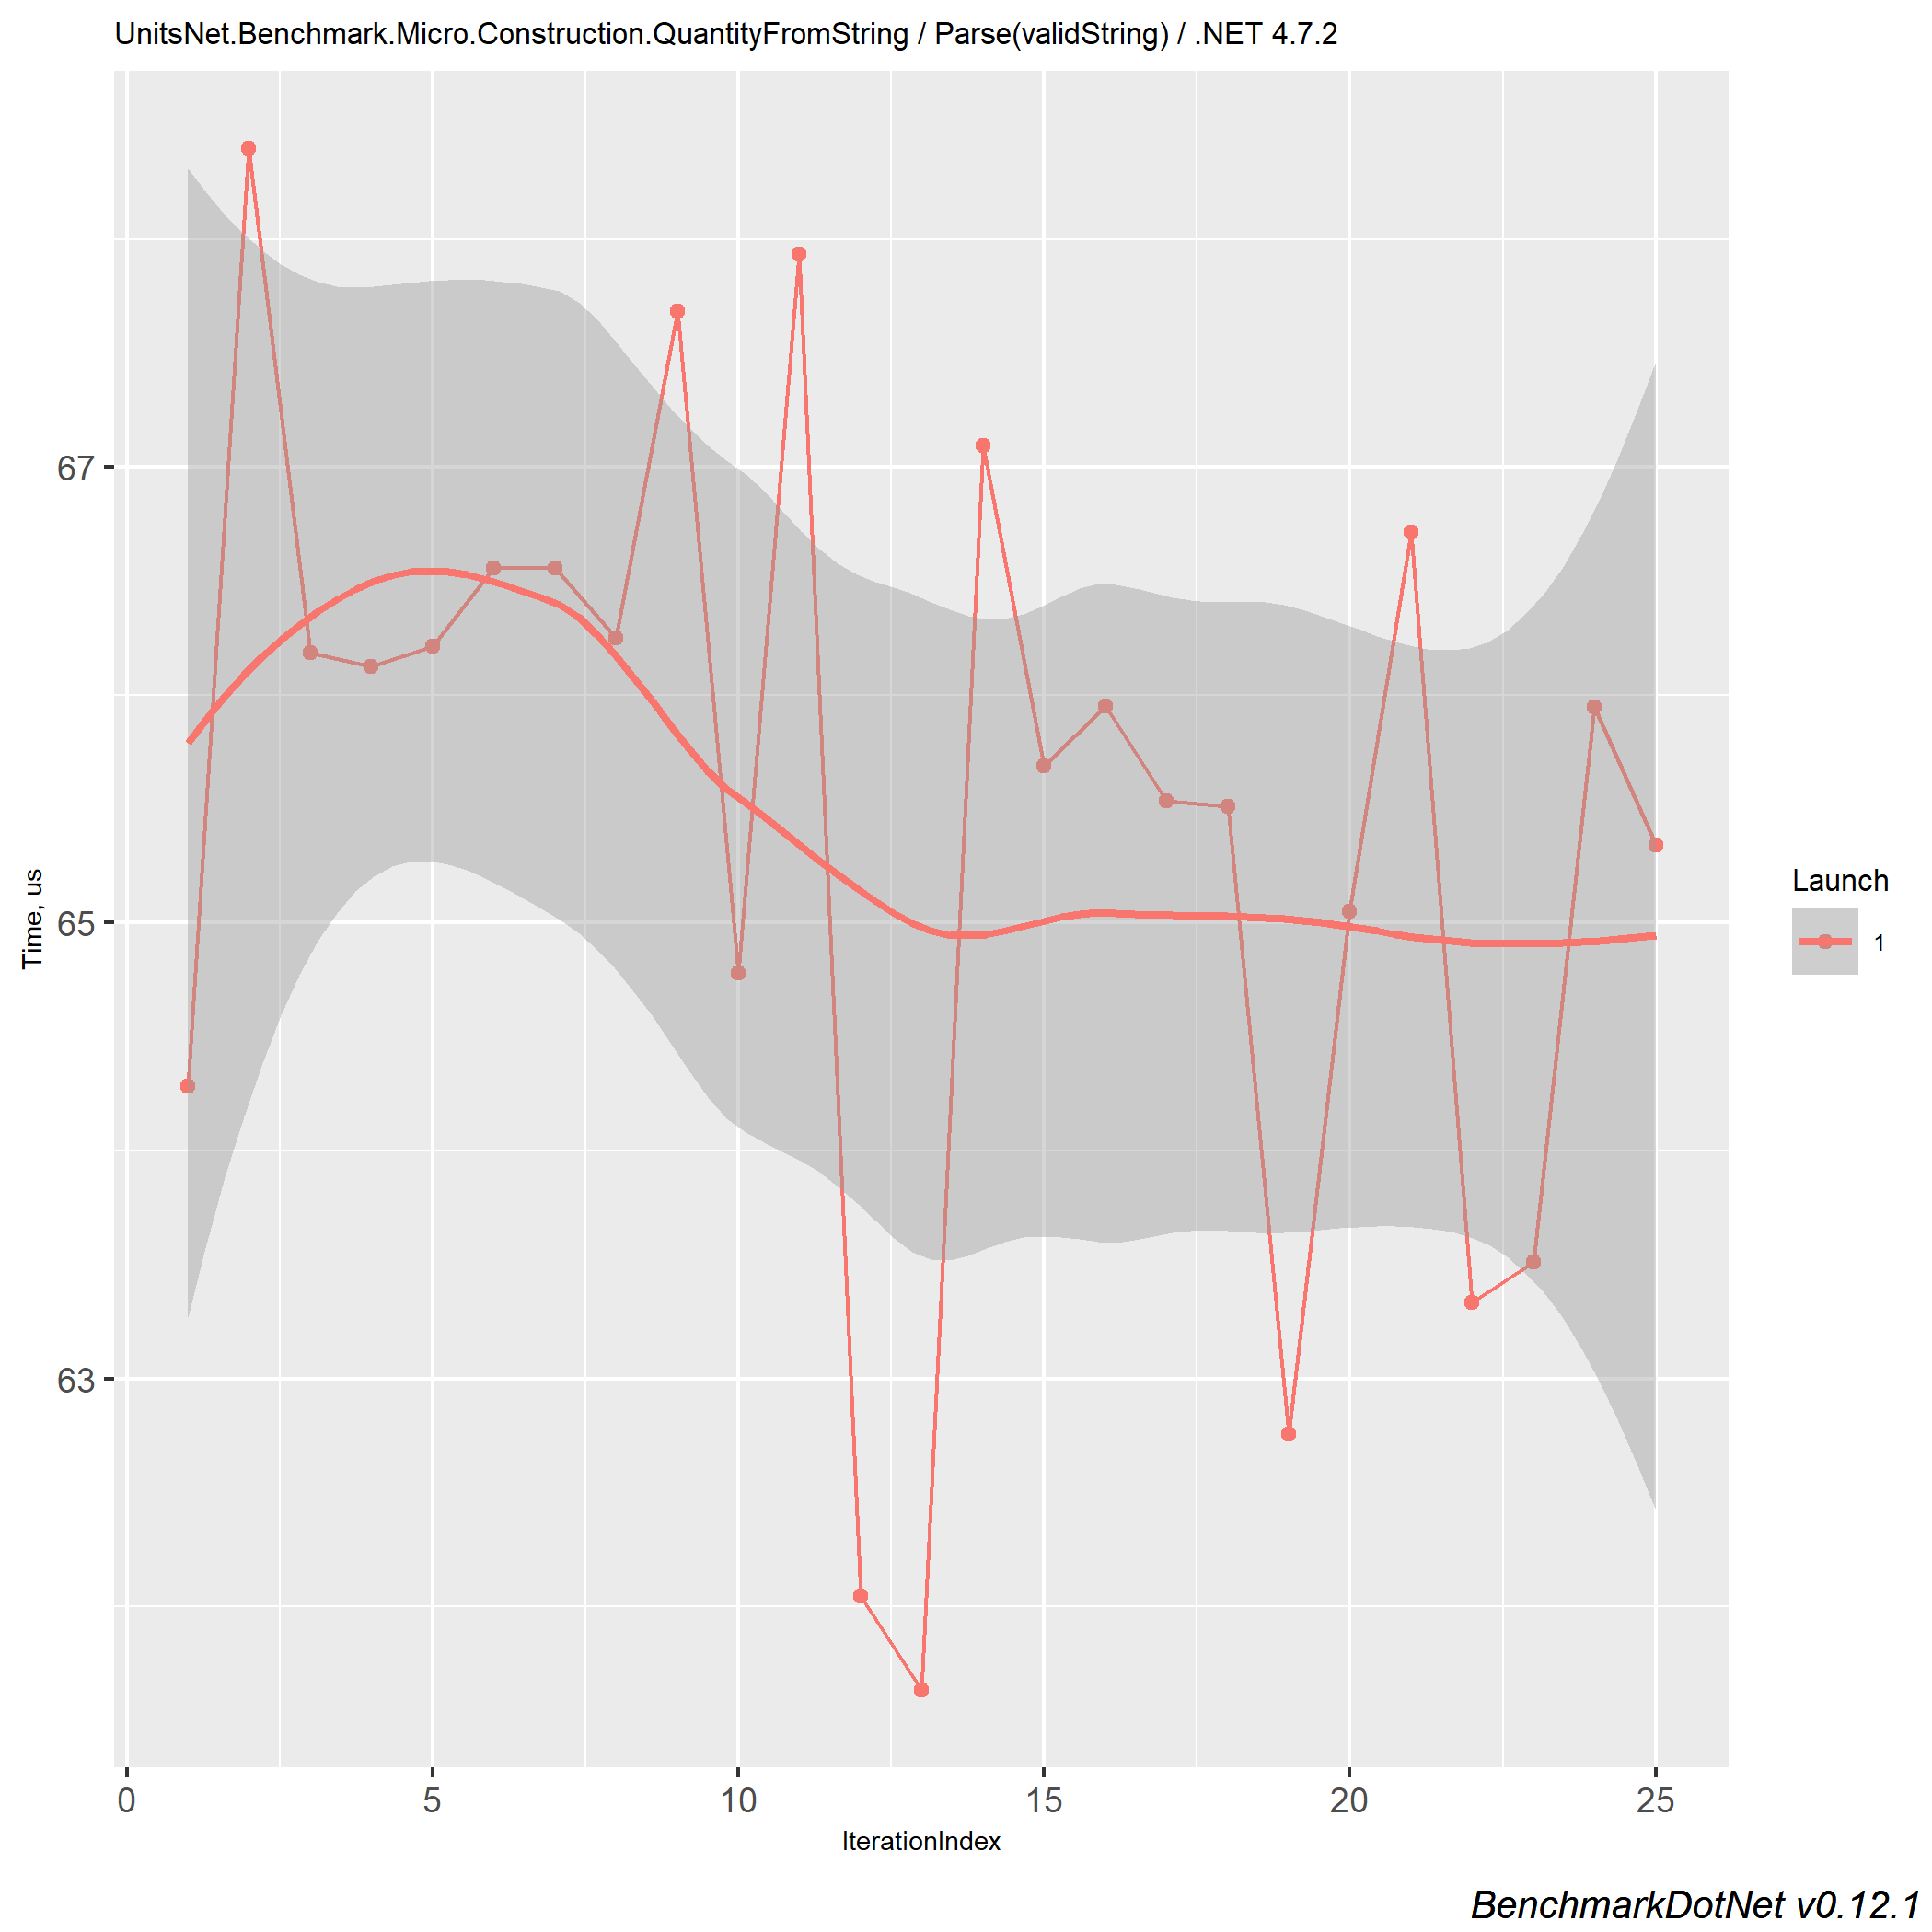 UnitsNet.Benchmark.Micro.Construction.QuantityFromString / Parse(validString) / .NET 4.7.2
67
65
63
Time, us
0 5 10 15 20 25
IterationIndex
Launch
1
BenchmarkDotNet v0.12.1